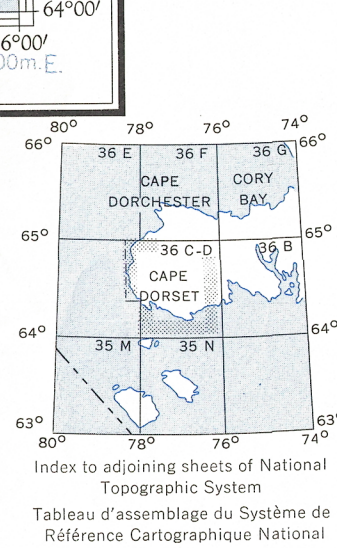 64°00'
6°00'
00m.E.
80° 78° 76° 74°
66° 36 E 36 F 36 G 66°
CAPE DORCHESTER
CORY BAY
65° 36 C-D 36 B 65°
CAPE DORSET
64° 64°
35 M 35 N
63° 63°
80° 78° 76° 74°
Index to adjoining sheets of National
Topographic System
Tableau d'assemblage du Système de
Référence Cartographique National